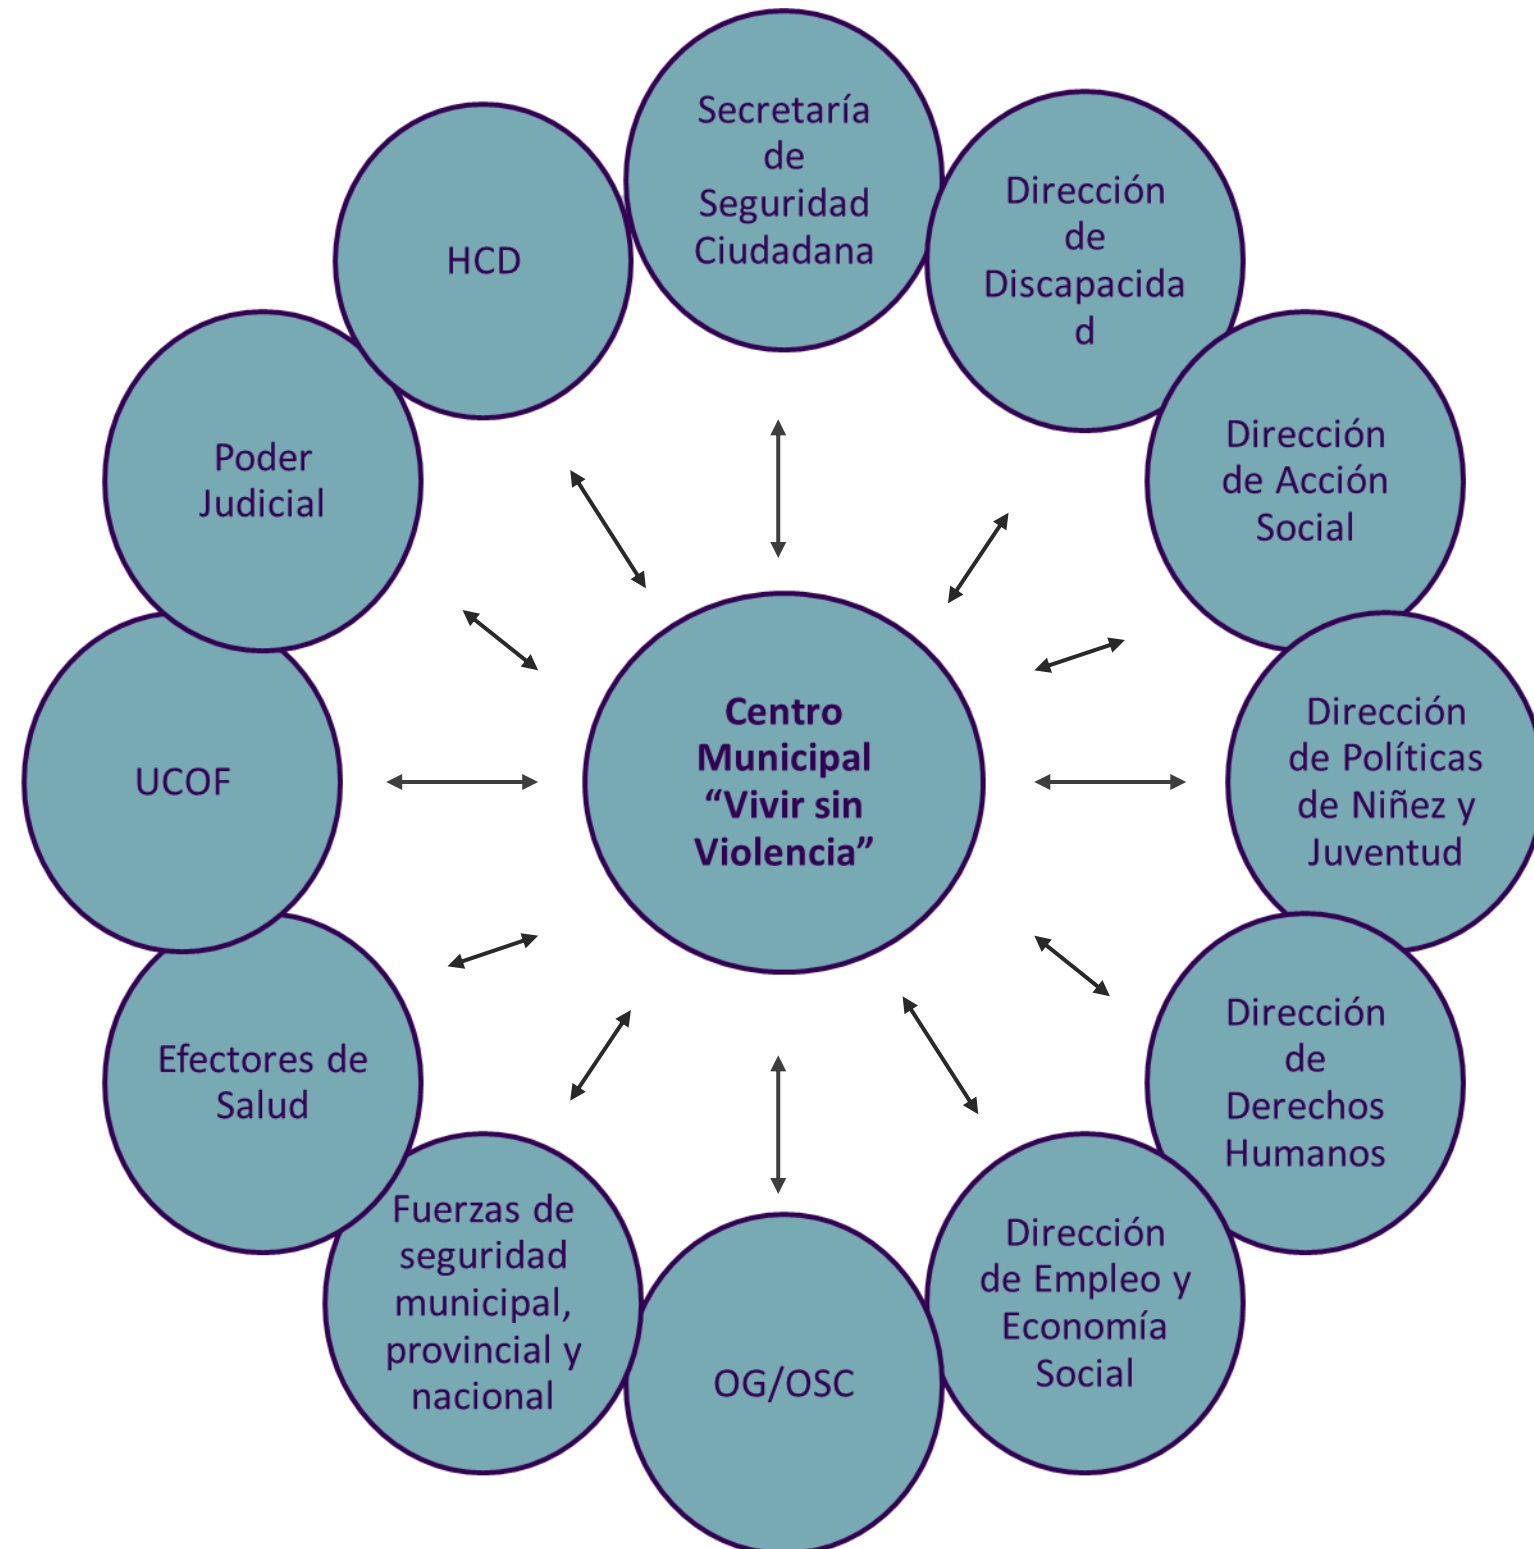 Secretaría
de
Seguridad
Ciudadana
Dirección
de
Discapacida
d
Dirección
de Acción
Social
Dirección
de Políticas
de Niñez y
Juventud
Dirección
de
Derechos
Humanos
Dirección
de Empleo y
Economía
Social
OG/OSC
Fuerzas de
seguridad
municipal,
provincial y
nacional
Efectores de
Salud
UCOF
Poder
Judicial
HCD
Centro
Municipal
“Vivir sin
Violencia”